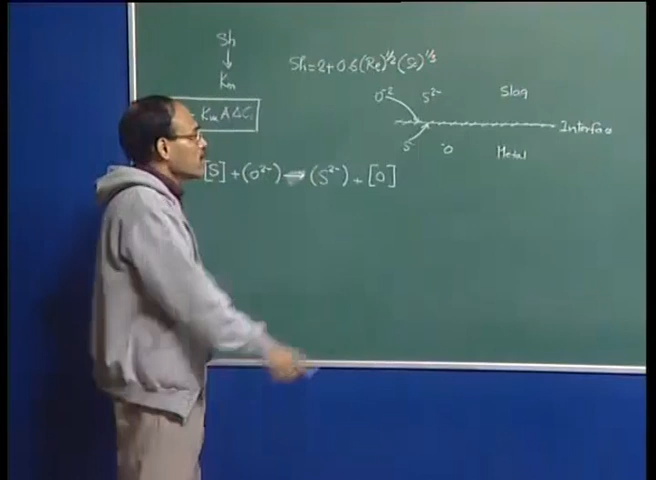 Sh
↓
Km
Sh = 2 + 0.6 (Re)^1/2 (Sc)^1/3
Km A ΔC
O-2 S2- Slag
Interface
S O Metal
[S] + (O2-) ⇌ (S2-) + [O]